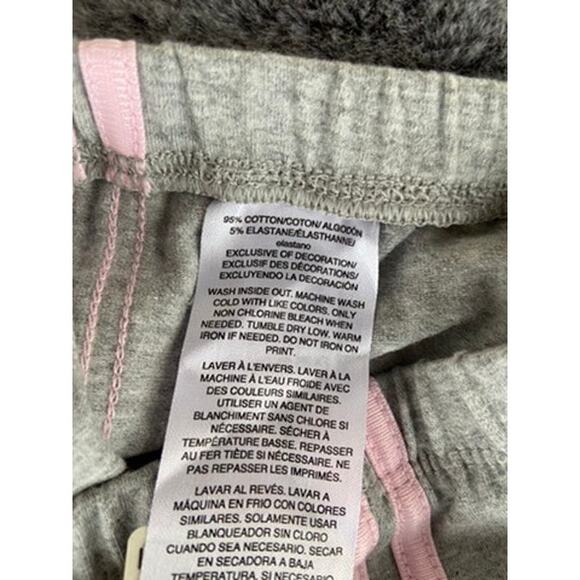 95% COTTON/COTON/ ALGODÓN
5% ELASTANE/ÉLASTHANNE/
elastano
EXCLUSIVE OF DECORATION/
EXCLUSIF DES DÉCORATIONS/
EXCLUYENDO LA DECORACIÓN
WASH INSIDE OUT. MACHINE WASH
COLD WITH LIKE COLORS. ONLY
NON CHLORINE BLEACH WHEN
NEEDED. TUMBLE DRY LOW. WARM
IRON IF NEEDED. DO NOT IRON ON
PRINT.
LAVER À L'ENVERS. LAVER À LA
MACHINE À L'EAU FROIDE AVEC
DES COULEURS SIMILAIRES.
UTILISER UN AGENT DE
BLANCHIMENT SANS CHLORE SI
NÉCESSAIRE. SÉCHER À
TEMPÉRATURE BASSE. REPASSER
AU FER TIÈDE SI NÉCESSAIRE. NE
PAS REPASSER LES IMPRIMÉS.
LAVAR AL REVÉS. LAVAR A
MÁQUINA EN FRIO CON COLORES
SIMILARES. SOLAMENTE USAR
BLANQUEADOR SIN CLORO
CUANDO SEA NECESARIO. SECAR
EN SECADORA A BAJA
TEMPERATURA. SI ES NECESARIO,